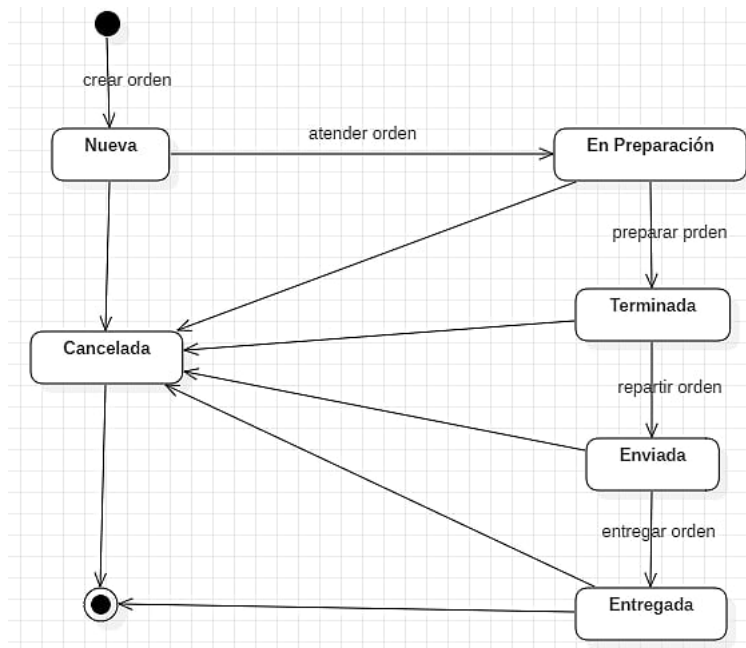 crear orden
Nueva
atender orden
En Preparación
preparar prden
Terminada
Cancelada
repartir orden
Enviada
entregar orden
Entregada